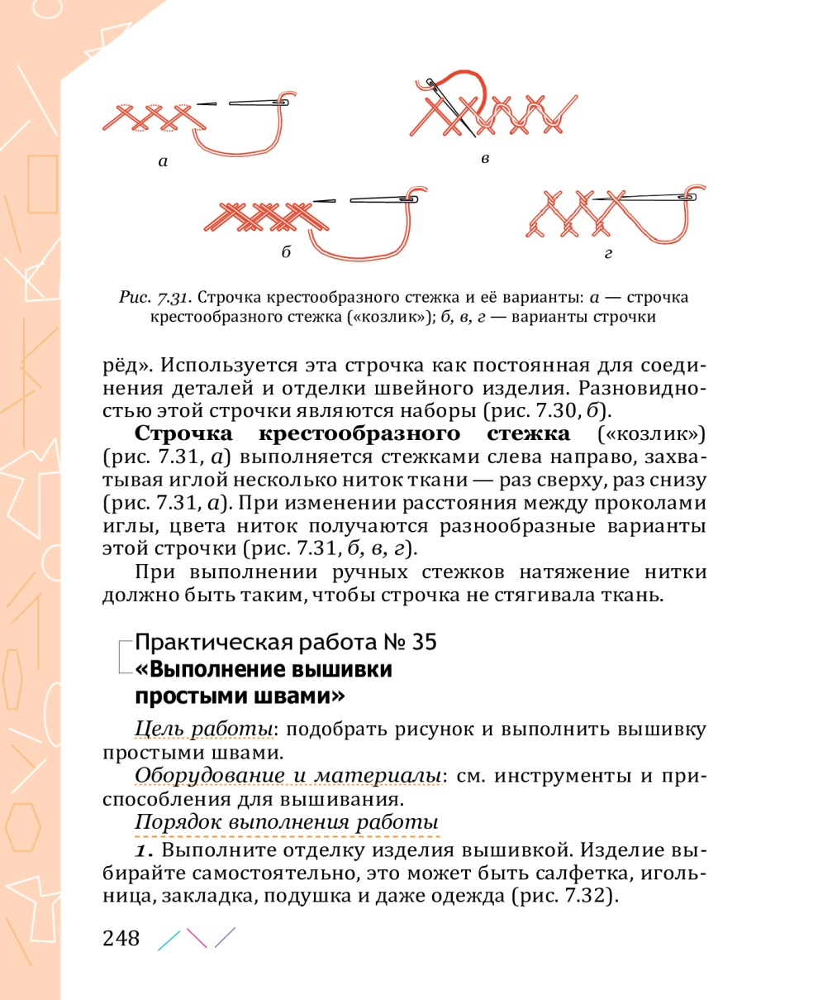 а
в
б
г
Рис. 7.31. Строчка крестообразного стежка и её варианты: а — строчка
крестообразного стежка («козлик»); б, в, г — варианты строчки
рёд». Используется эта строчка как постоянная для соеди-
нения деталей и отделки швейного изделия. Разновидно-
стью этой строчки являются наборы (рис. 7.30, б).
Строчка крестообразного стежка («козлик»)
(рис. 7.31, а) выполняется стежками слева направо, захва-
тывая иглой несколько ниток ткани — раз сверху, раз снизу
(рис. 7.31, а). При изменении расстояния между проколами
иглы, цвета ниток получаются разнообразные варианты
этой строчки (рис. 7.31, б, в, г).
При выполнении ручных стежков натяжение нитки
должно быть таким, чтобы строчка не стягивала ткань.
Практическая работа № 35
«Выполнение вышивки
простыми швами»
Цель работы: подобрать рисунок и выполнить вышивку
простыми швами.
Оборудование и материалы: см. инструменты и при-
способления для вышивания.
Порядок выполнения работы
1. Выполните отделку изделия вышивкой. Изделие вы-
бирайте самостоятельно, это может быть салфетка, иголь-
ница, закладка, подушка и даже одежда (рис. 7.32).
248